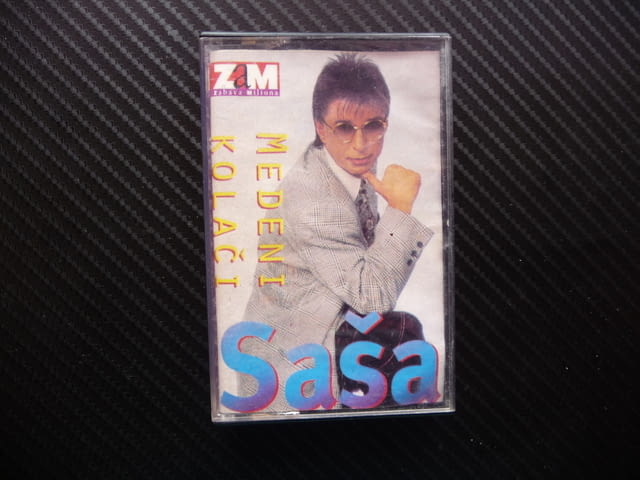 ZaM
zabava miliona
MEDENI
KOLAČI
Saša